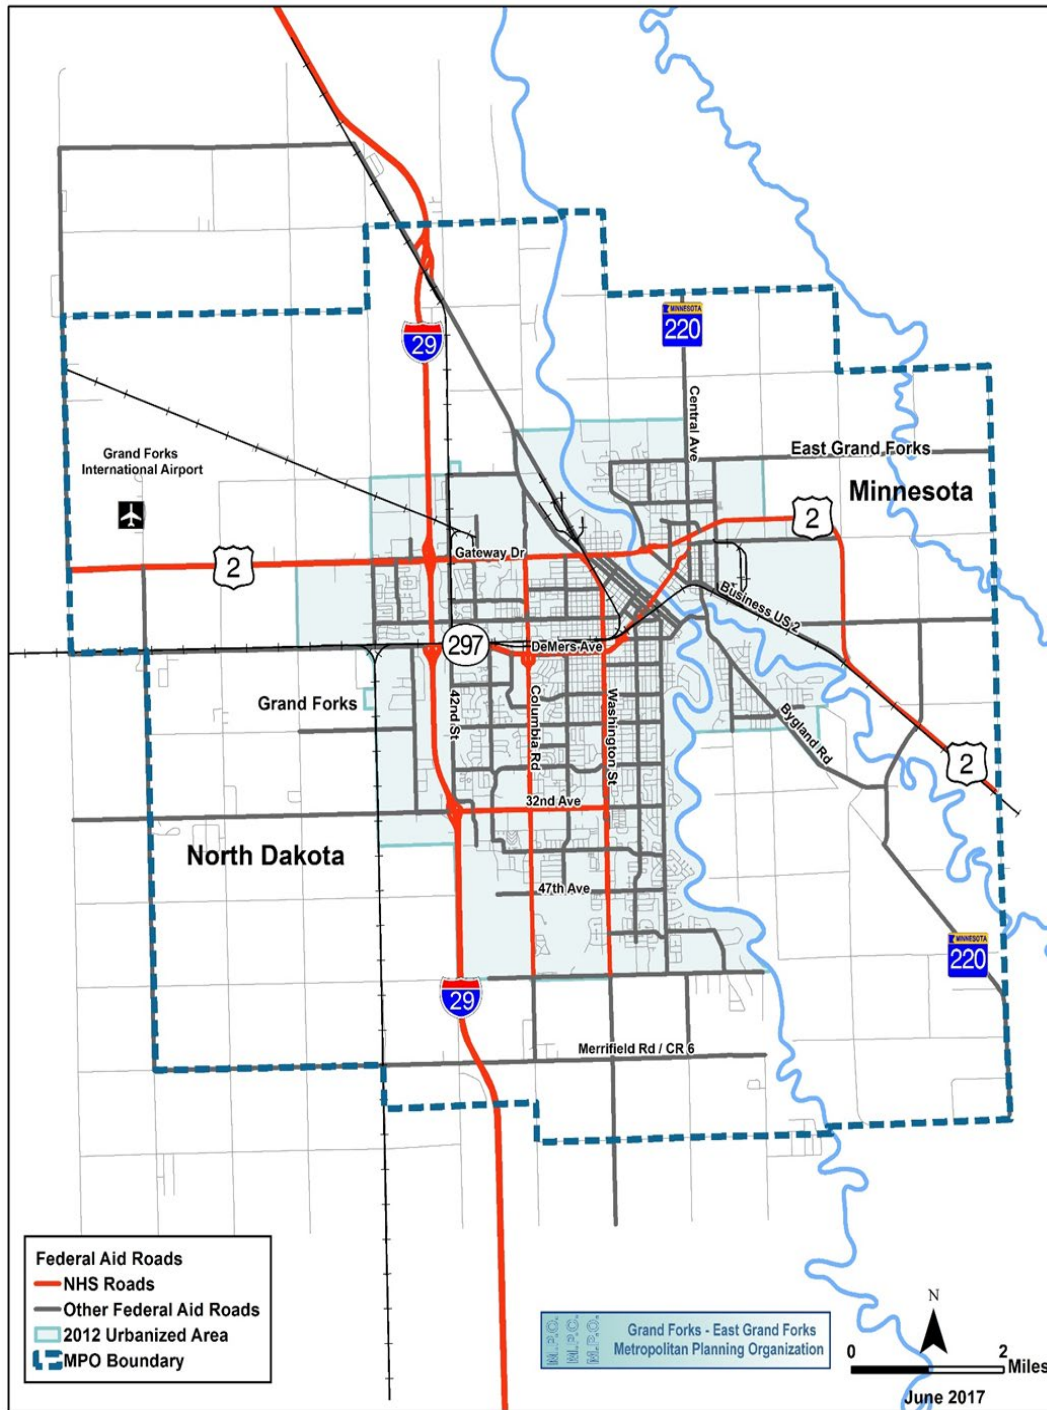 MINNESOTA
220
29
Central Ave
Grand Forks
International Airport
East Grand Forks
Minnesota
2
2
Gateway Dr
Business US 2
297
DeMers Ave
Grand Forks
42nd St
Columbia Rd
Washington St
Bygland Rd
2
32nd Ave
North Dakota
47th Ave
MINNESOTA
220
29
Merrifield Rd / CR 6
Federal Aid Roads
NHS Roads
Other Federal Aid Roads
2012 Urbanized Area
MPO Boundary
M.P.O.
M.P.O.
M.P.O.
Grand Forks - East Grand Forks
Metropolitan Planning Organization
N
0 2
Miles
June 2017